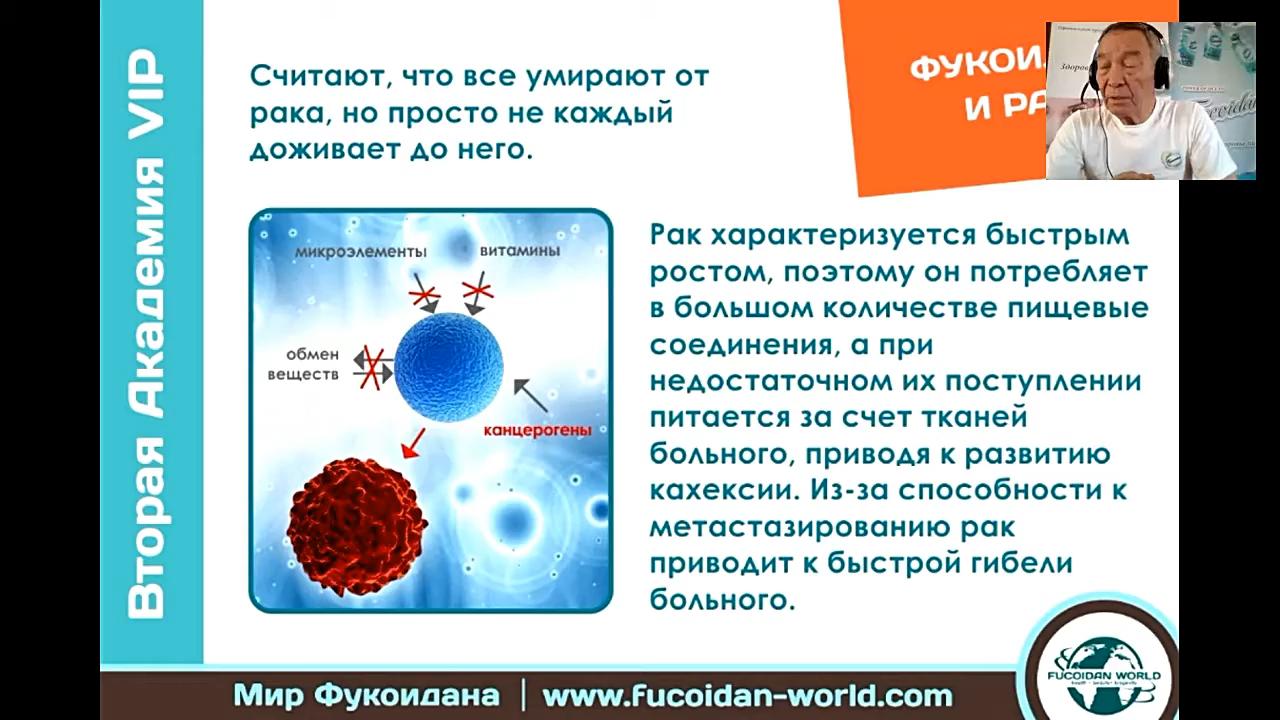 Вторая Академия VIP
Считают, что все умирают от
рака, но просто не каждый
доживает до него.
микроэлементы
витамины
обмен
веществ
канцерогены
Рак характеризуется быстрым
ростом, поэтому он потребляет
в большом количестве пищевые
соединения, а при
недостаточном их поступлении
питается за счет тканей
больного, приводя к развитию
кахексии. Из-за способности к
метастазированию рак
приводит к быстрой гибели
больного.
Мир Фукоидана | www.fucoidan-world.com
FUCOIDAN WORLD